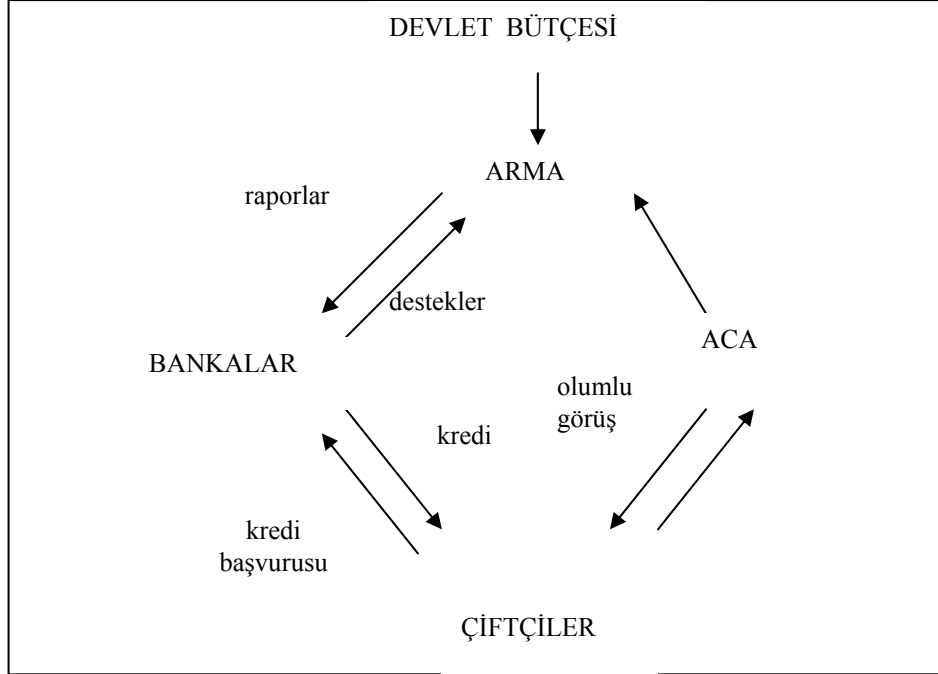 DEVLET BÜTÇESİ
ARMA
raporlar
destekler
BANKALAR
ACA
olumlu
görüş
kredi
kredi
başvurusu
ÇİFTÇİLER